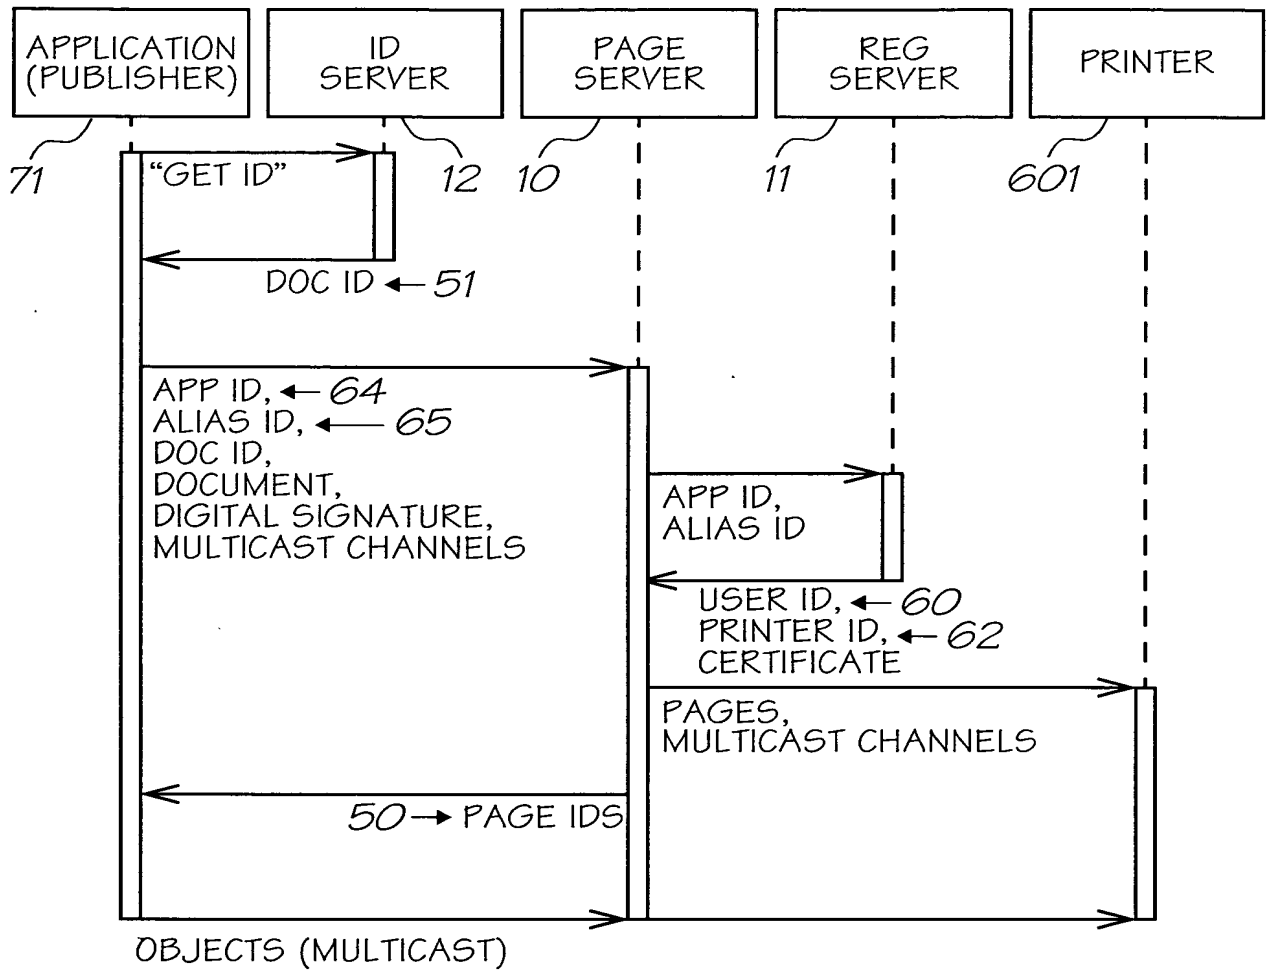 APPLICATION
(PUBLISHER)
ID
SERVER
PAGE
SERVER
REG
SERVER
PRINTER
71
12
10
11
601
"GET ID"
DOC ID 51
APP ID, 64
ALIAS ID, 65
DOC ID,
DOCUMENT,
DIGITAL SIGNATURE,
MULTICAST CHANNELS
APP ID,
ALIAS ID
USER ID, 60
PRINTER ID, 62
CERTIFICATE
PAGES,
MULTICAST CHANNELS
50 PAGE IDS
OBJECTS (MULTICAST)